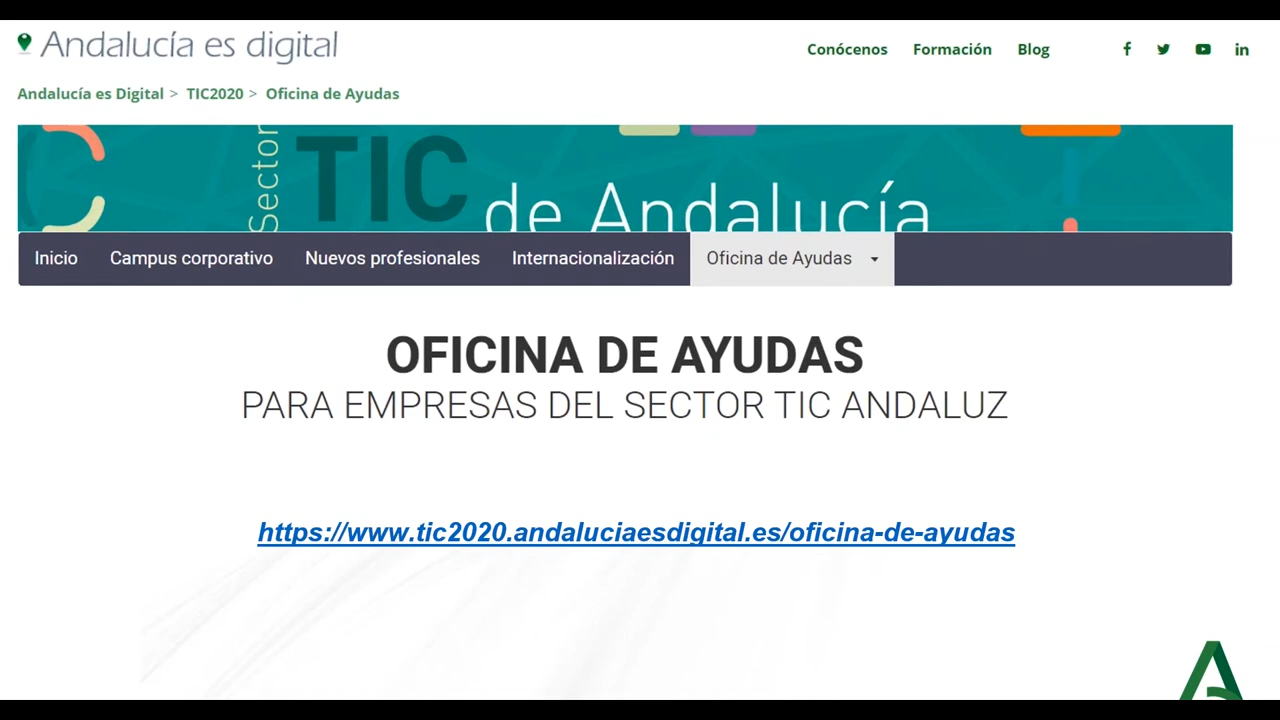 Andalucía es digital
Conócenos Formación Blog
Andalucía es Digital > TIC2020 > Oficina de Ayudas
Sector TIC de Andalucía
Inicio Campus corporativo Nuevos profesionales Internacionalización Oficina de Ayudas
OFICINA DE AYUDAS
PARA EMPRESAS DEL SECTOR TIC ANDALUZ
https://www.tic2020.andaluciaesdigital.es/oficina-de-ayudas